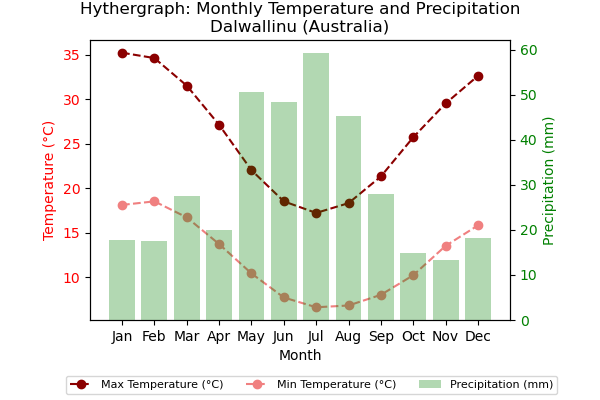 Hythergraph: Monthly Temperature and Precipitation
Dalwallinu (Australia)
Temperature (°C)
35
30
25
20
15
10
60
50
40
30
20
10
0
Precipitation (mm)
Jan Feb Mar Apr May Jun Jul Aug Sep Oct Nov Dec
Month
Max Temperature (°C) Min Temperature (°C) Precipitation (mm)